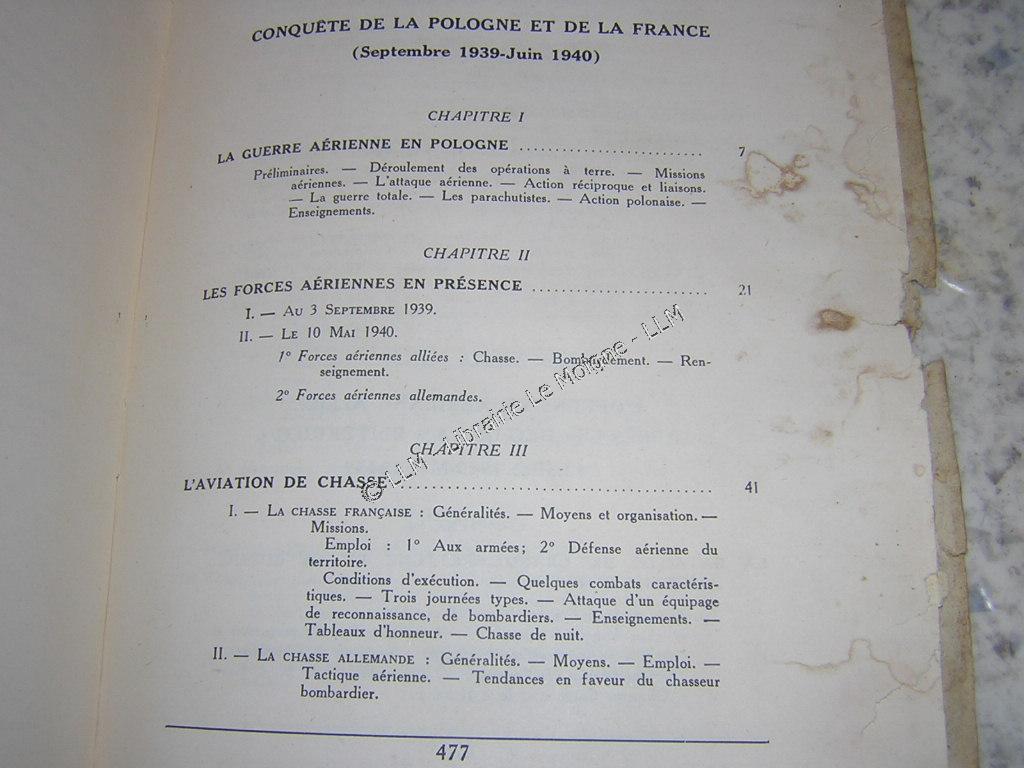 CONQUÊTE DE LA POLOGNE ET DE LA FRANCE
(Septembre 1939-Juin 1940)
CHAPITRE I
LA GUERRE AÉRIENNE EN POLOGNE .......................... 7
Préliminaires. — Déroulement des opérations à terre. — Missions
aériennes. — L'attaque aérienne. — Action réciproque et liaisons.
— La guerre totale. — Les parachutistes. — Action polonaise. —
Enseignements.
CHAPITRE II
LES FORCES AÉRIENNES EN PRÉSENCE ......................... 21
I. — AU 3 SEPTEMBRE 1939.
II. — LE 10 MAI 1940.
1° Forces aériennes alliées : Chasse. — Bombardement. — Ren-
seignement.
2° Forces aériennes allemandes.
CHAPITRE III
L'AVIATION DE CHASSE ............................................. 41
I. — LA CHASSE FRANÇAISE : Généralités. — Moyens et organisation. —
Missions.
Emploi : 1° Aux armées; 2° Défense aérienne du
territoire.
Conditions d'exécution. — Quelques combats caractéris-
tiques. — Trois journées types. — Attaque d'un équipage
de reconnaissance, de bombardiers. — Enseignements. —
Tableaux d'honneur. — Chasse de nuit.
II. — LA CHASSE ALLEMANDE : Généralités. — Moyens. — Emploi. —
Tactique aérienne. — Tendances en faveur du chasseur
bombardier.
477
© LLM - Librairie Le Moigne - LLM